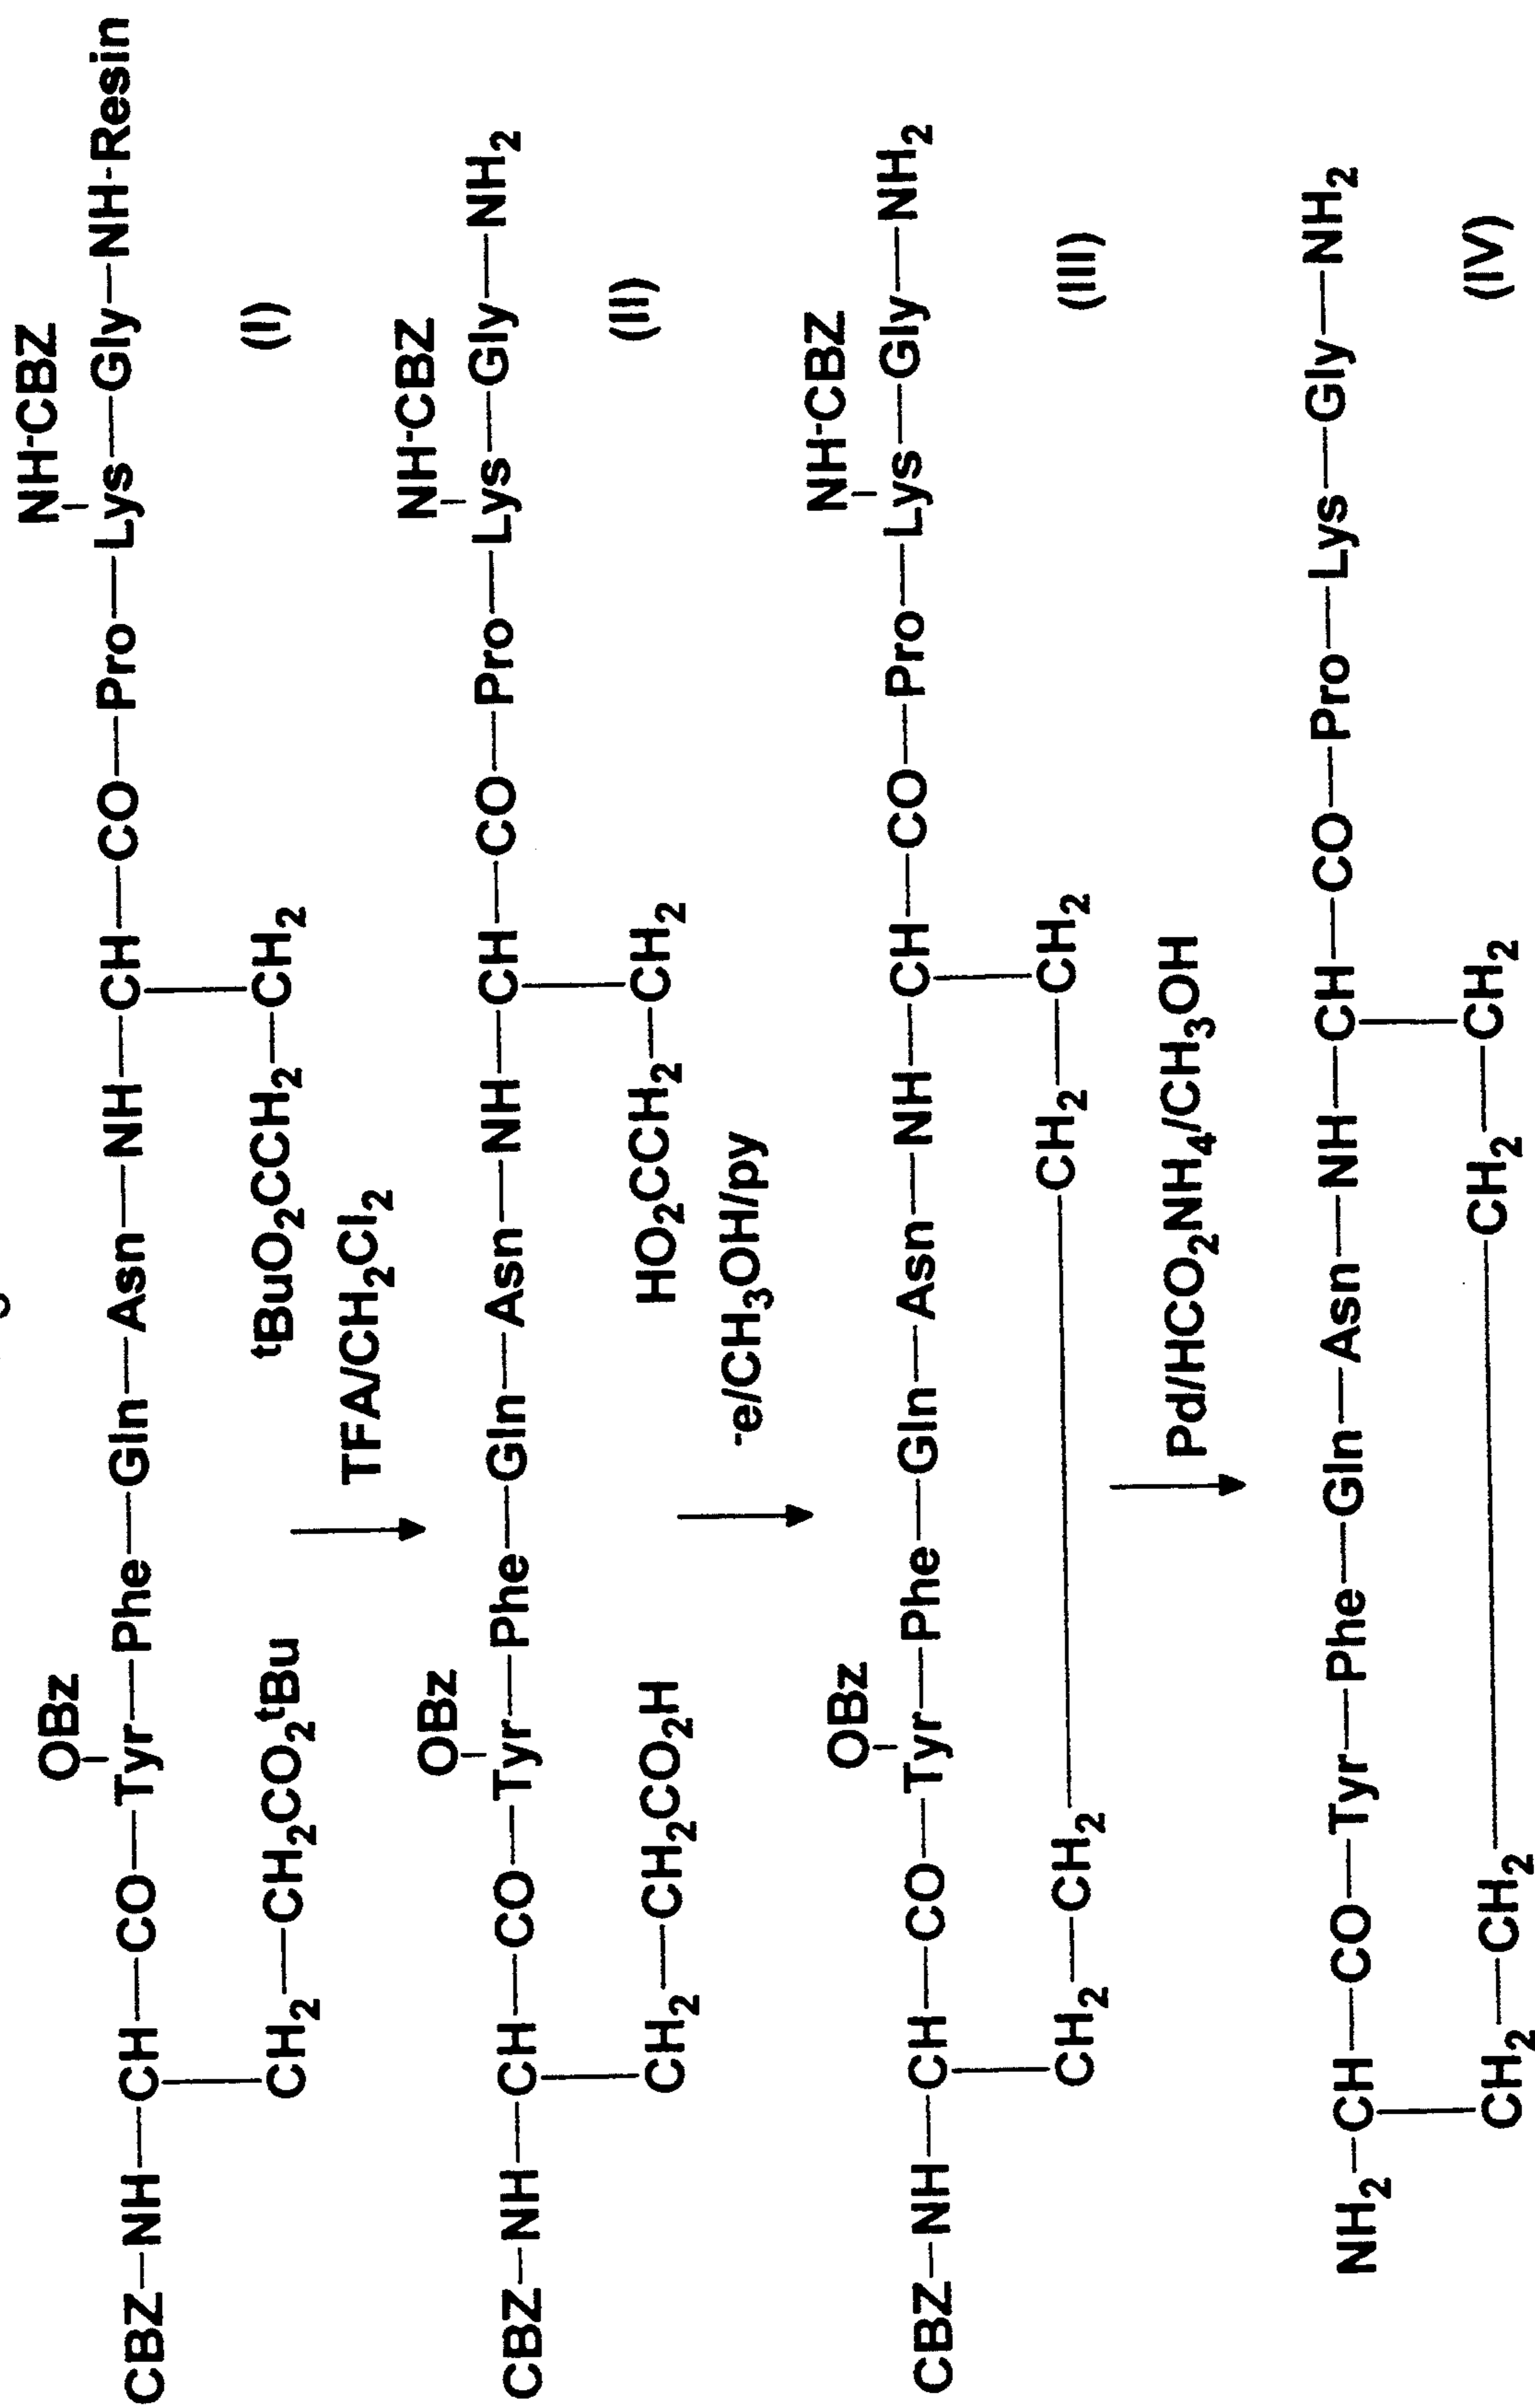 NH-CBZ
OBz
CBZ—NH—CH—CO—Tyr—Phe—Gln—Asn—NH—CH—CO—Pro—Lys—Gly—NH-Resin
CH₂—CH₂CO₂ᵗBu
ᵗBuO₂CCH₂—CH₂
(I)
TFA/CH₂Cl₂
OBz
NH-CBZ
CBZ—NH—CH—CO—Tyr—Phe—Gln—Asn—NH—CH—CO—Pro—Lys—Gly—NH₂
CH₂—CH₂CO₂H
HO₂CCH₂—CH₂
(II)
⁻e/CH₃OH/py
OBz
NH-CBZ
CBZ—NH—CH—CO—Tyr—Phe—Gln—Asn—NH—CH—CO—Pro—Lys—Gly—NH₂
CH₂—CH₂—CH₂—CH₂
(III)
Pd/HCO₂NH₄/CH₃OH
NH₂—CH—CO—Tyr—Phe—Gln—Asn—NH—CH—CO—Pro—Lys—Gly—NH₂
CH₂—CH₂—CH₂—CH₂
(IV)